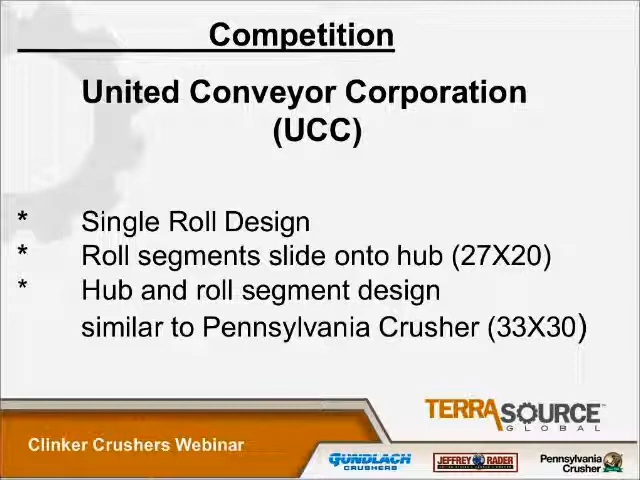 Competition
United Conveyor Corporation
(UCC)
* Single Roll Design
* Roll segments slide onto hub (27X20)
* Hub and roll segment design
similar to Pennsylvania Crusher (33X30)
TERRASOURCE
GLOBAL
Clinker Crushers Webinar
GUNDLACH
CRUSHERS
JEFFREY RADER
Pennsylvania
Crusher